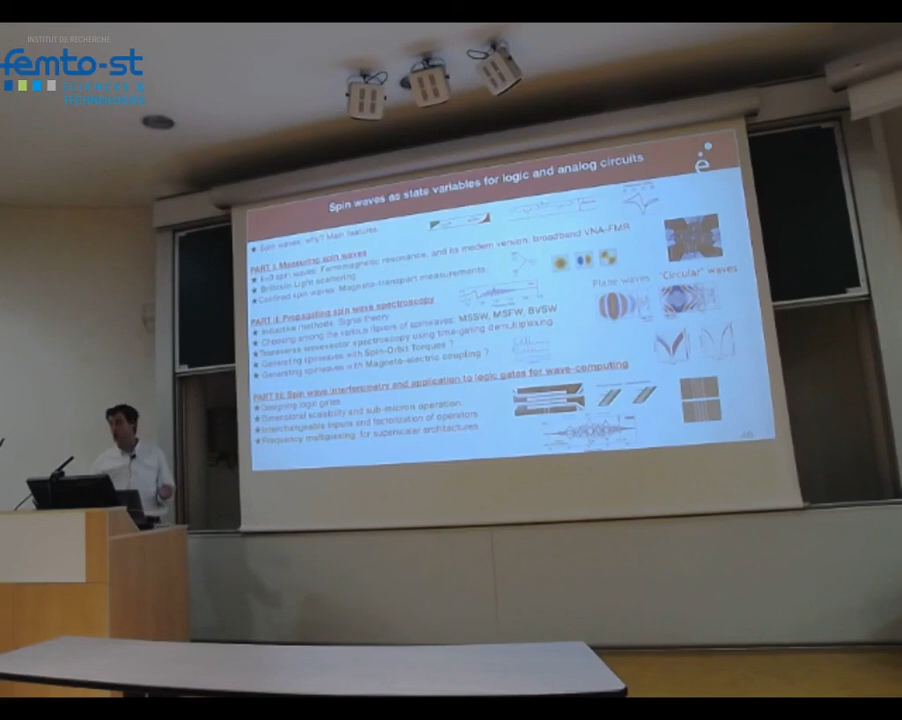 INSTITUT DE RECHERCHE
femto-st
SCIENCES &
TECHNOLOGIES
Spin waves as state variables for logic and analog circuits
★ Spin waves: why? Main features.
PART I: Measuring spin waves
★ k=0 spin waves: Ferromagnetic resonance, and its modern version: broadband VNA-FMR
★ Brillouin Light scattering
★ Confined spin waves: Magneto-transport measurements.
PART II: Propagating spin wave spectroscopy
★ Inductive methods. Signal theory
★ Choosing among the various flavors of spinwaves: MSSW, MSFW, BVSW
★ Transverse wavevector spectroscopy using time-gating demultiplexing
★ Generating spinwaves with Spin-Orbit Torques ?
★ Generating spinwaves with Magneto-electric coupling ?
Plane waves
"Circular" waves
PART III: Spin wave interferometry and application to logic gates for wave-computing
★ Designing logic gates
★ Dimensional scalability and sub-micron operation.
★ Interchangeable inputs and factorization of operators
★ Frequency multiplexing: for superscalar architectures